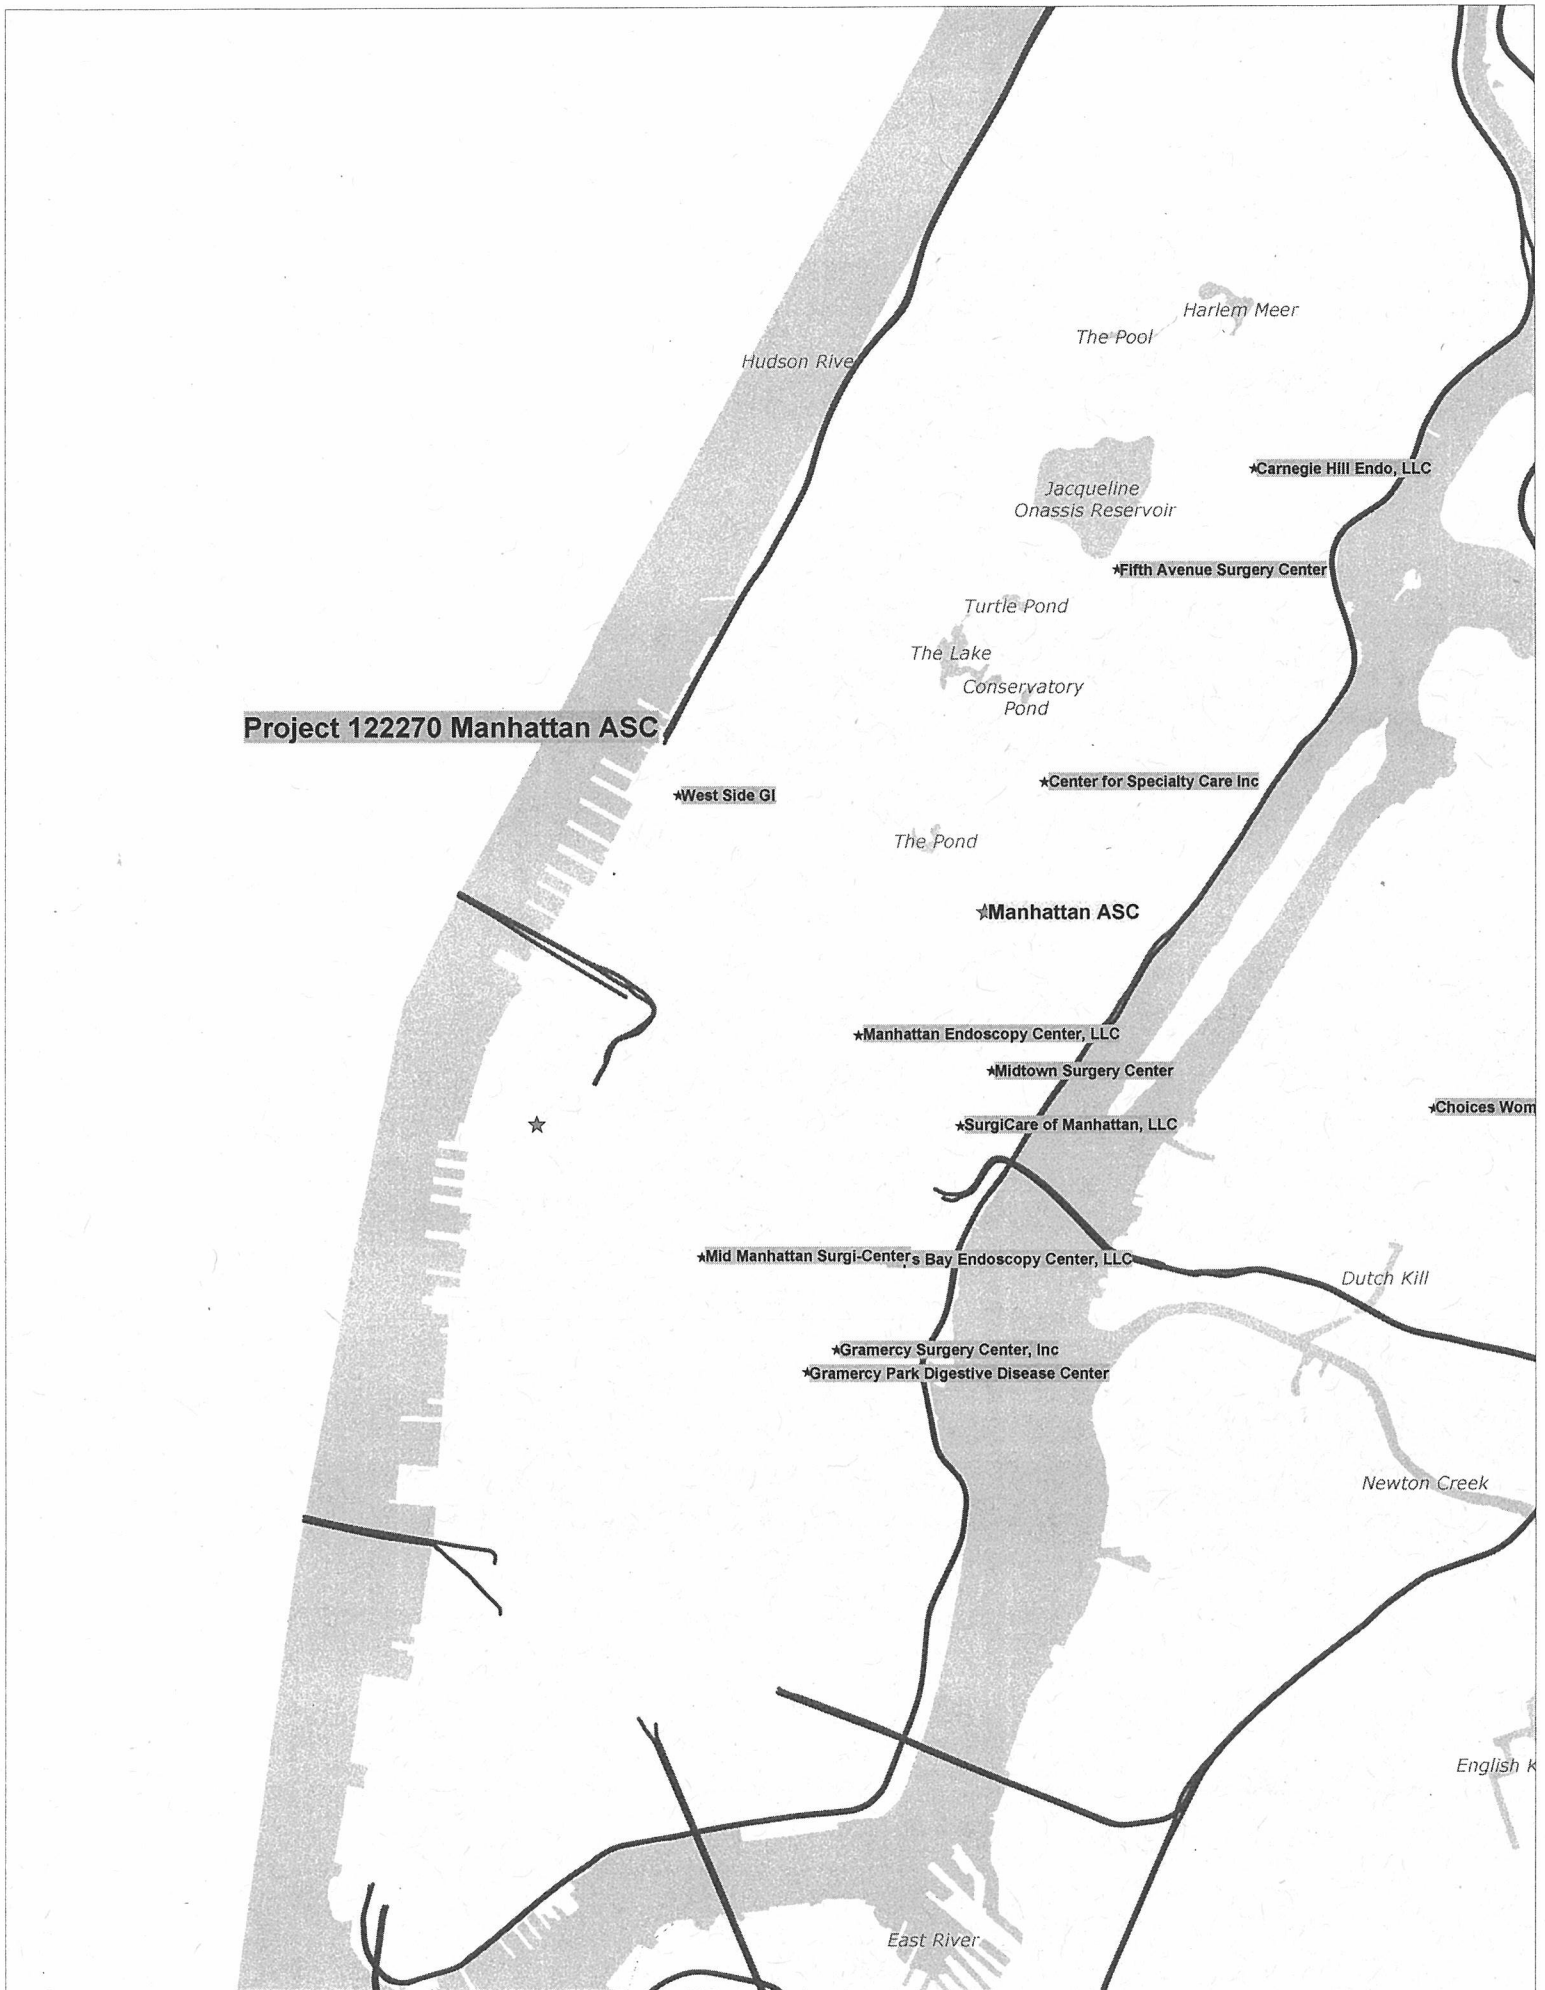 Harlem Meer
The Pool
Hudson Rive
Carnegie Hill Endo, LLC
Jacqueline
Onassis Reservoir
Fifth Avenue Surgery Center
Turtle Pond
The Lake
Conservatory
Pond
Project 122270 Manhattan ASC
Center for Specialty Care Inc
West Side GI
The Pond
Manhattan ASC
Manhattan Endoscopy Center, LLC
Midtown Surgery Center
Choices Wom
SurgiCare of Manhattan, LLC
Mid Manhattan Surgi-Center
s Bay Endoscopy Center, LLC
Dutch Kill
Gramercy Surgery Center, Inc
Gramercy Park Digestive Disease Center
Newton Creek
English K
East River